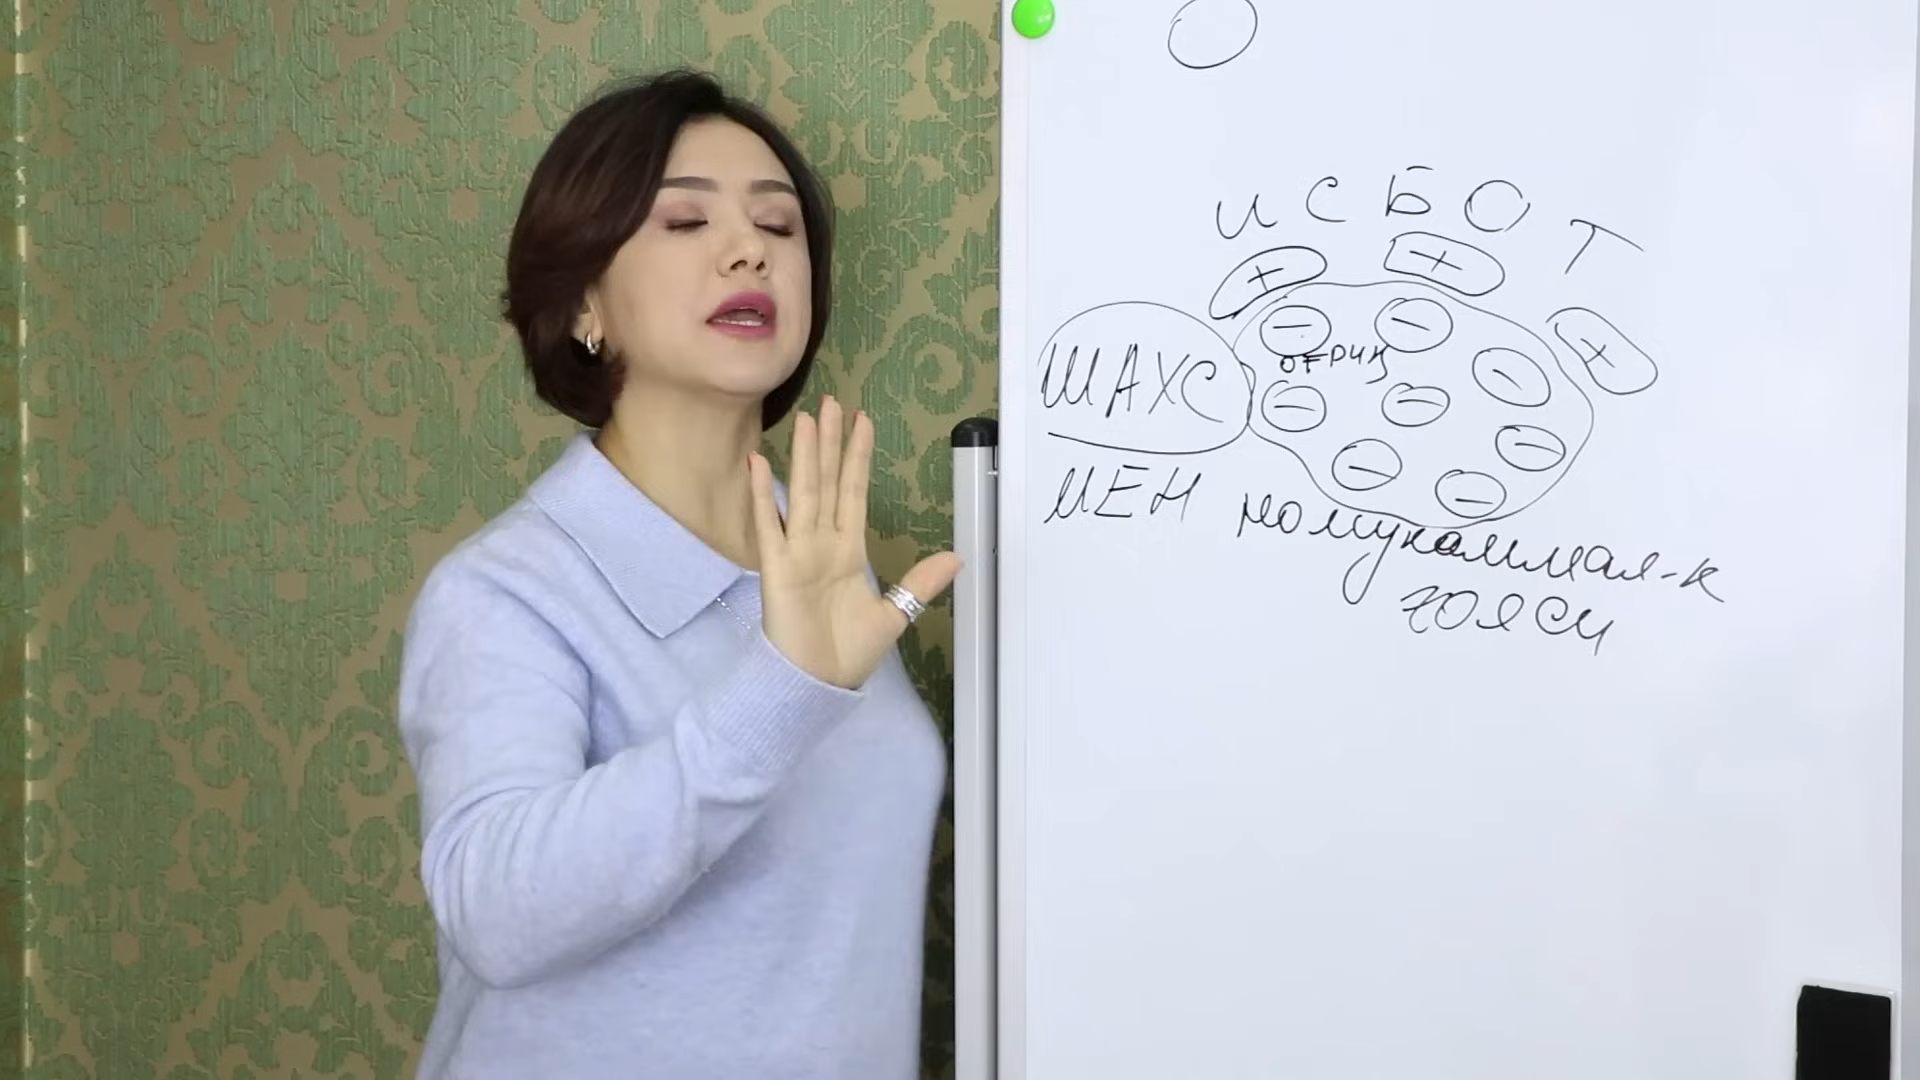 ИСБОТ
+ + +
ШАХС
оғриқ
− − − − − − − −
МЕН
номукаммал-к
ғояси